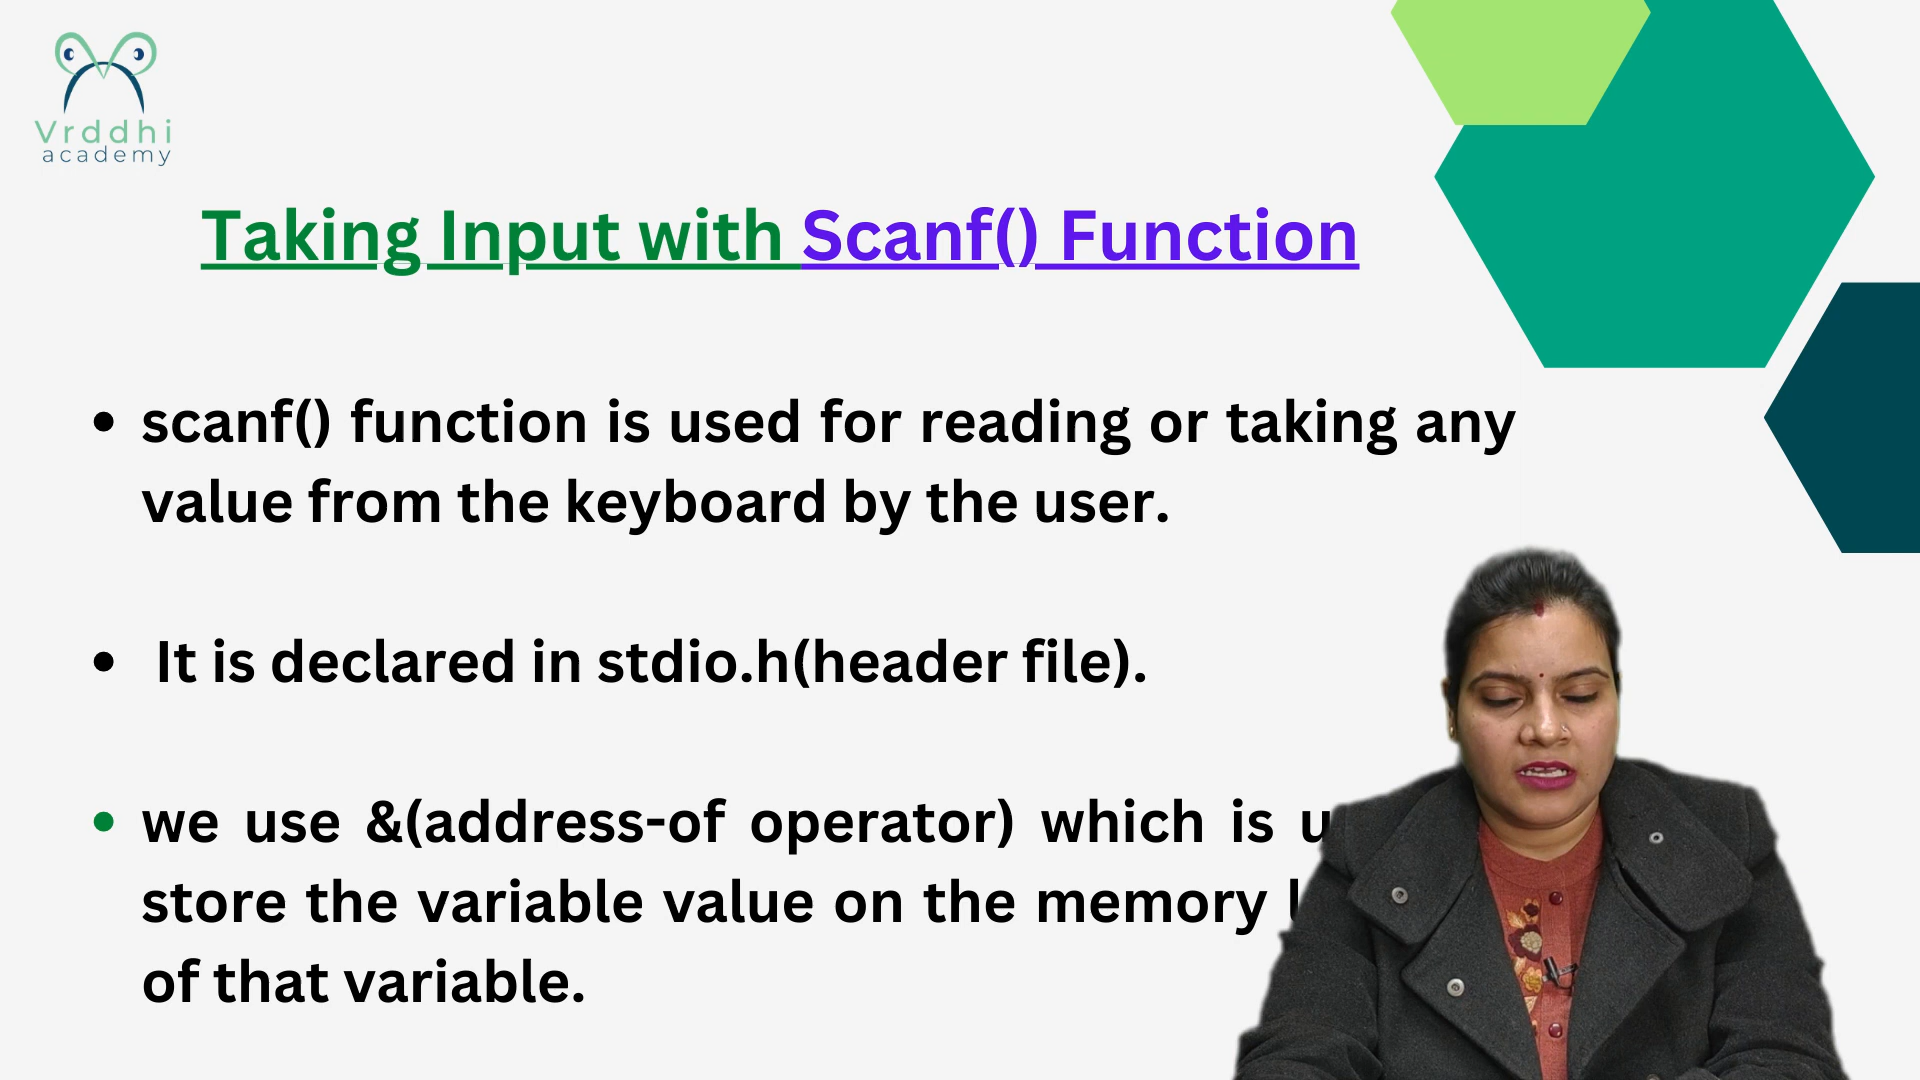 Vrddhi
academy
Taking Input with Scanf() Function
• scanf() function is used for reading or taking any
value from the keyboard by the user.
• It is declared in stdio.h(header file).
• we use &(address-of operator) which is
store the variable value on the memory
of that variable.